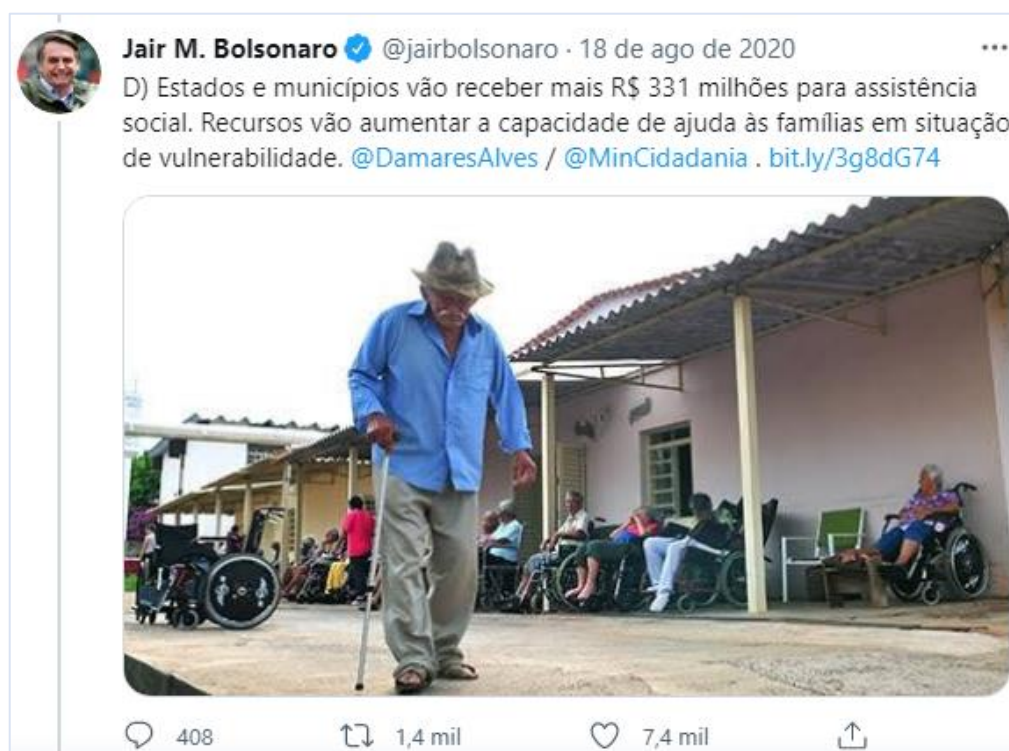 Jair M. Bolsonaro @jairbolsonaro · 18 de ago de 2020
D) Estados e municípios vão receber mais R$ 331 milhões para assistência
social. Recursos vão aumentar a capacidade de ajuda às famílias em situação
de vulnerabilidade. @DamaresAlves / @MinCidadania . bit.ly/3g8dG74
408 1,4 mil 7,4 mil